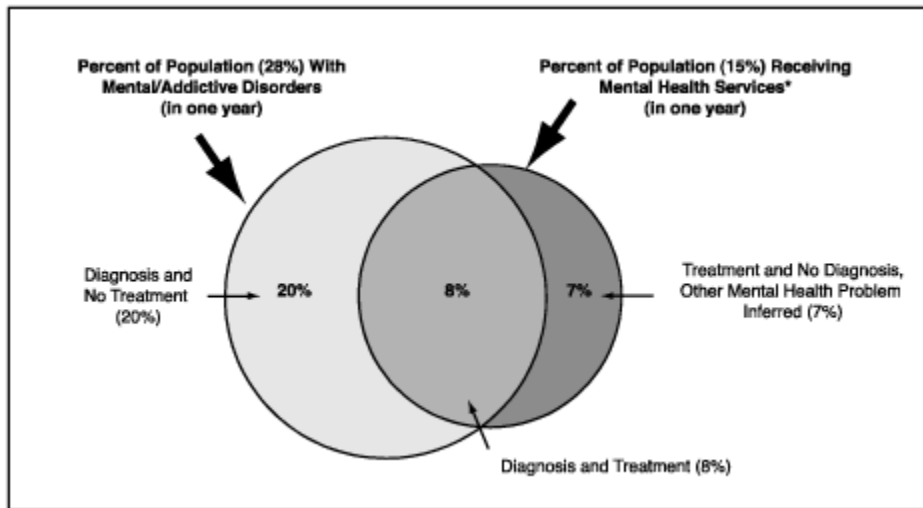 Percent of Population (28%) With
Mental/Addictive Disorders
(in one year)
Percent of Population (15%) Receiving
Mental Health Services*
(in one year)
Diagnosis and
No Treatment
(20%)
20%
8%
7%
Treatment and No Diagnosis,
Other Mental Health Problem
Inferred (7%)
Diagnosis and Treatment (8%)